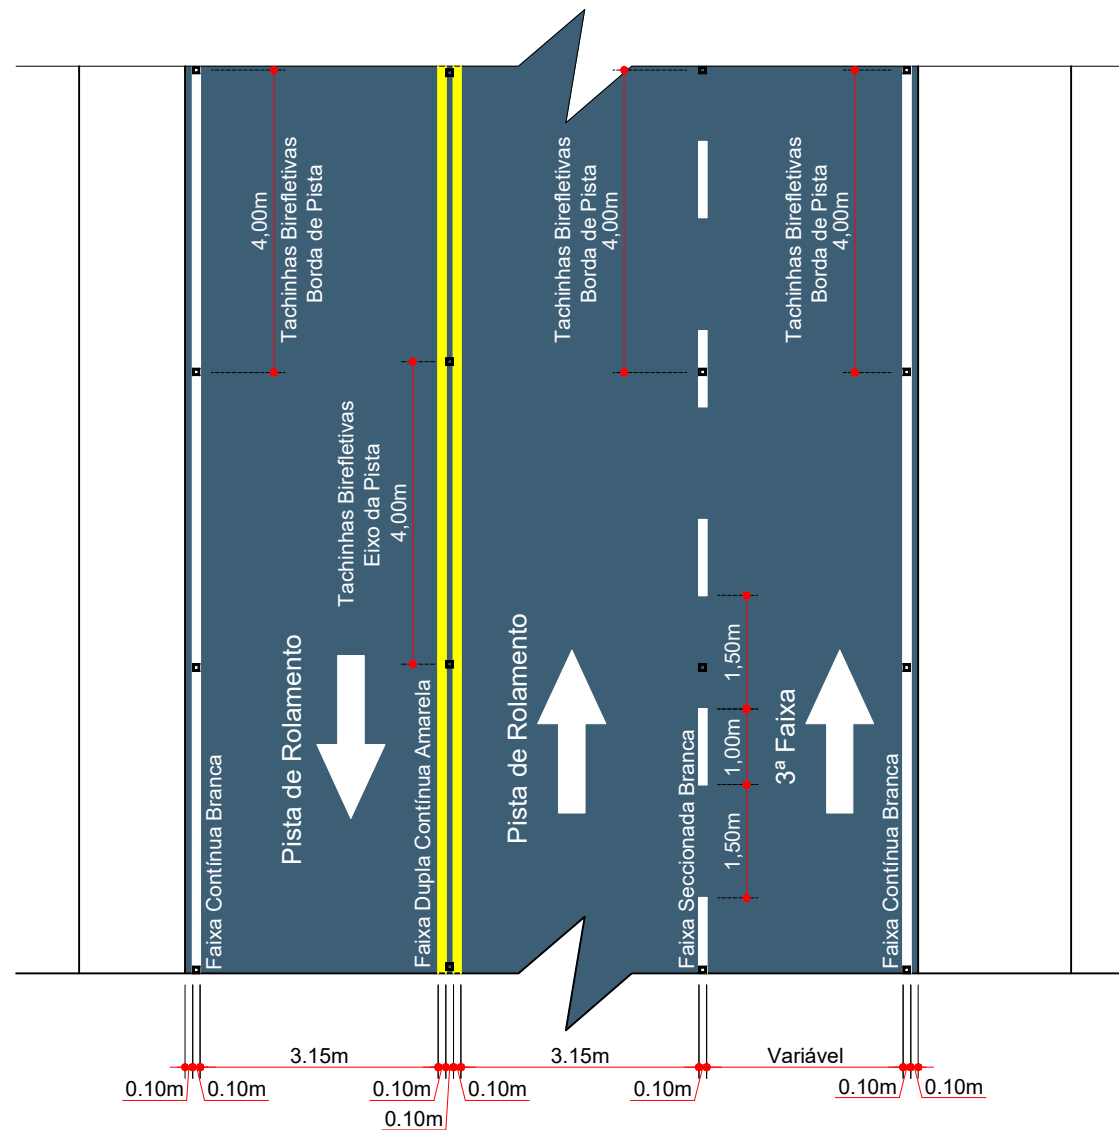 4,00m
Tachinhas Birefletivas
Borda de Pista
Tachinhas Birefletivas
Borda de Pista
4,00m
Tachinhas Birefletivas
Borda de Pista
4,00m
Tachinhas Birefletivas
Eixo da Pista
4,00m
Faixa Contínua Branca
Pista de Rolamento
Faixa Dupla Contínua Amarela
Pista de Rolamento
Faixa Seccionada Branca
1,50m
1,00m
1,50m
3ª Faixa
Faixa Contínua Branca
3.15m
3.15m
Variável
0.10m
0.10m
0.10m
0.10m
0.10m
0.10m
0.10m
0.10m